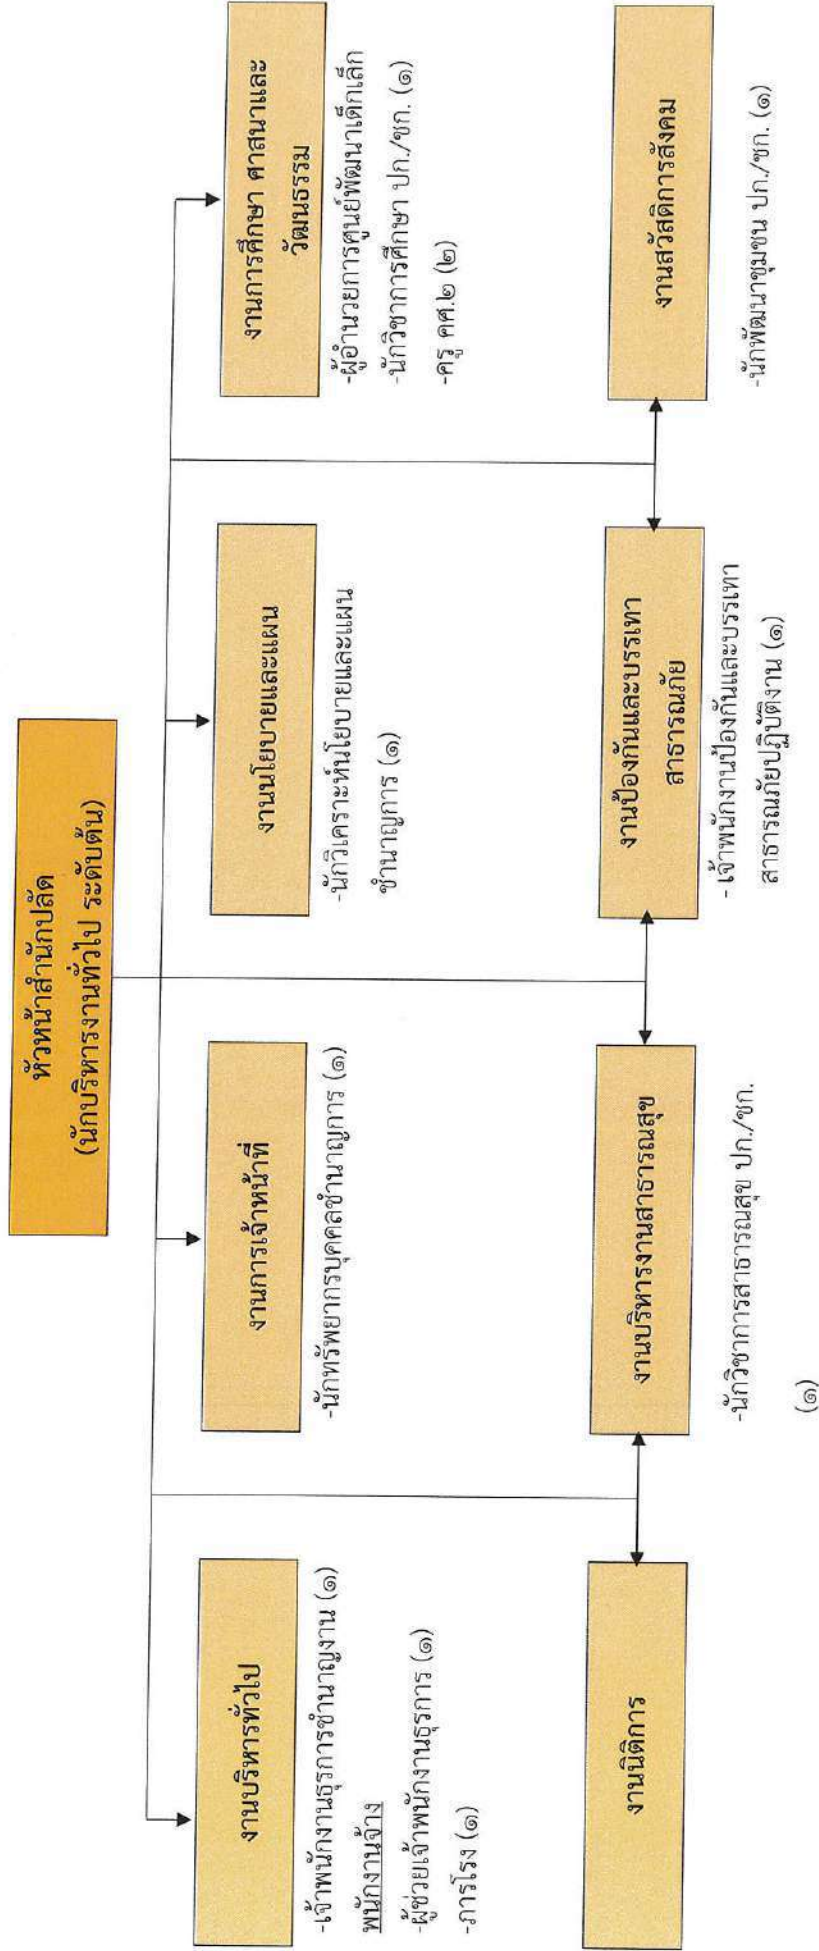 หัวหน้าสำนักปลัด
(นักบริหารงานทั่วไป ระดับต้น)
งานบริหารทั่วไป
-เจ้าพนักงานธุรการชำนาญงาน (๑)
พนักงานจ้าง
-ผู้ช่วยเจ้าพนักงานธุรการ (๑)
-ภารโรง (๑)
งานการเจ้าหน้าที่
-นักทรัพยากรบุคคลชำนาญการ (๑)
งานนโยบายและแผน
-นักวิเคราะห์นโยบายและแผน
ชำนาญการ (๑)
งานการศึกษา ศาสนาและ
วัฒนธรรม
-ผู้อำนวยการศูนย์พัฒนาเด็กเล็ก
-นักวิชาการศึกษา ปก./ชก. (๑)
-ครู คศ.๒ (๒)
งานนิติการ
งานบริหารงานสาธารณสุข
-นักวิชาการสาธารณสุข ปก./ชก.
(๑)
งานป้องกันและบรรเทา
สาธารณภัย
- เจ้าพนักงานป้องกันและบรรเทา
สาธารณภัยปฏิบัติงาน (๑)
งานสวัสดิการสังคม
-นักพัฒนาชุมชน ปก./ชก. (๑)